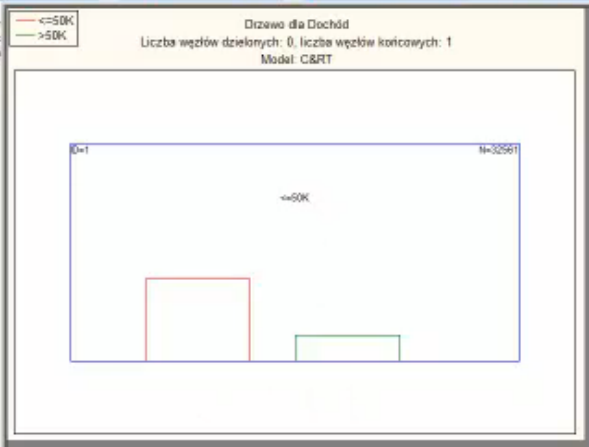 <=50K
>50K
Drzewo dla Dochód
Liczba węzłów dzielonych: 0, liczba węzłów końcowych: 1
Model: C&RT
ID=1
N=32561
<=50K